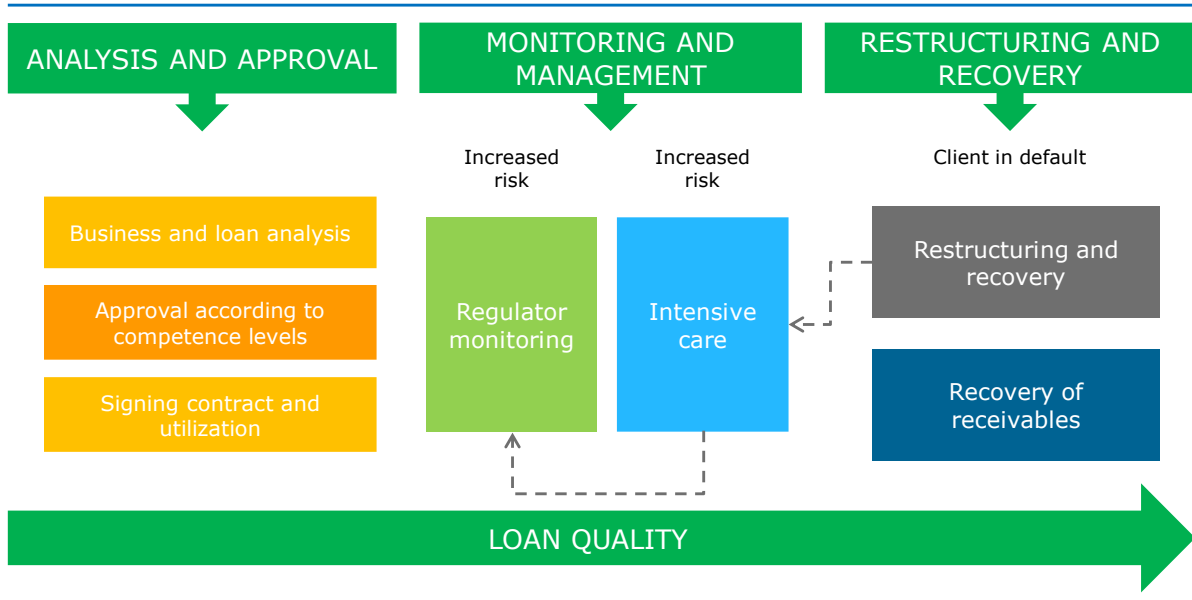 ANALYSIS AND APPROVAL
MONITORING AND
MANAGEMENT
RESTRUCTURING AND
RECOVERY
Increased
risk
Increased
risk
Client in default
Business and loan analysis
Approval according to
competence levels
Signing contract and
utilization
Regulator
monitoring
Intensive
care
Restructuring and
recovery
Recovery of
receivables
LOAN QUALITY